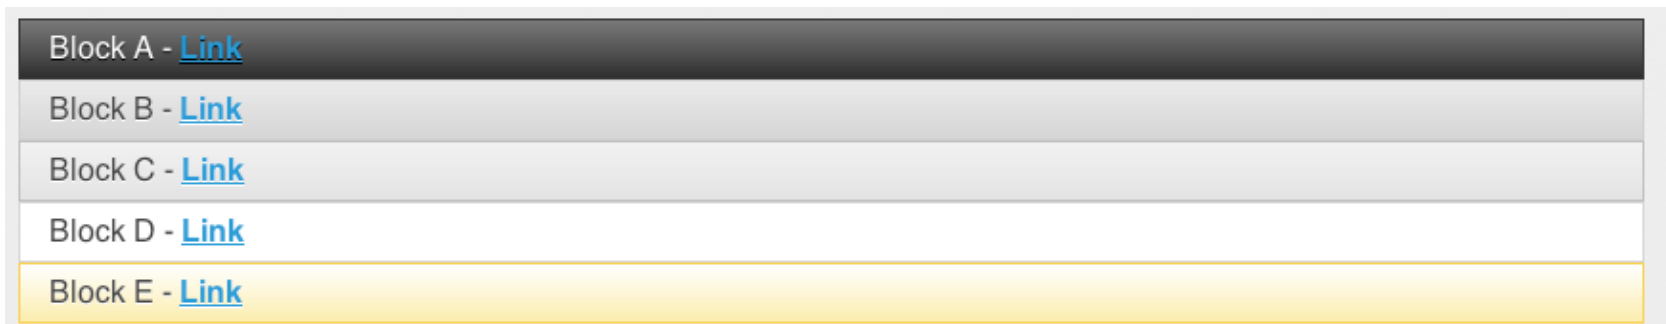 Block A - Link
Block B - Link
Block C - Link
Block D - Link
Block E - Link